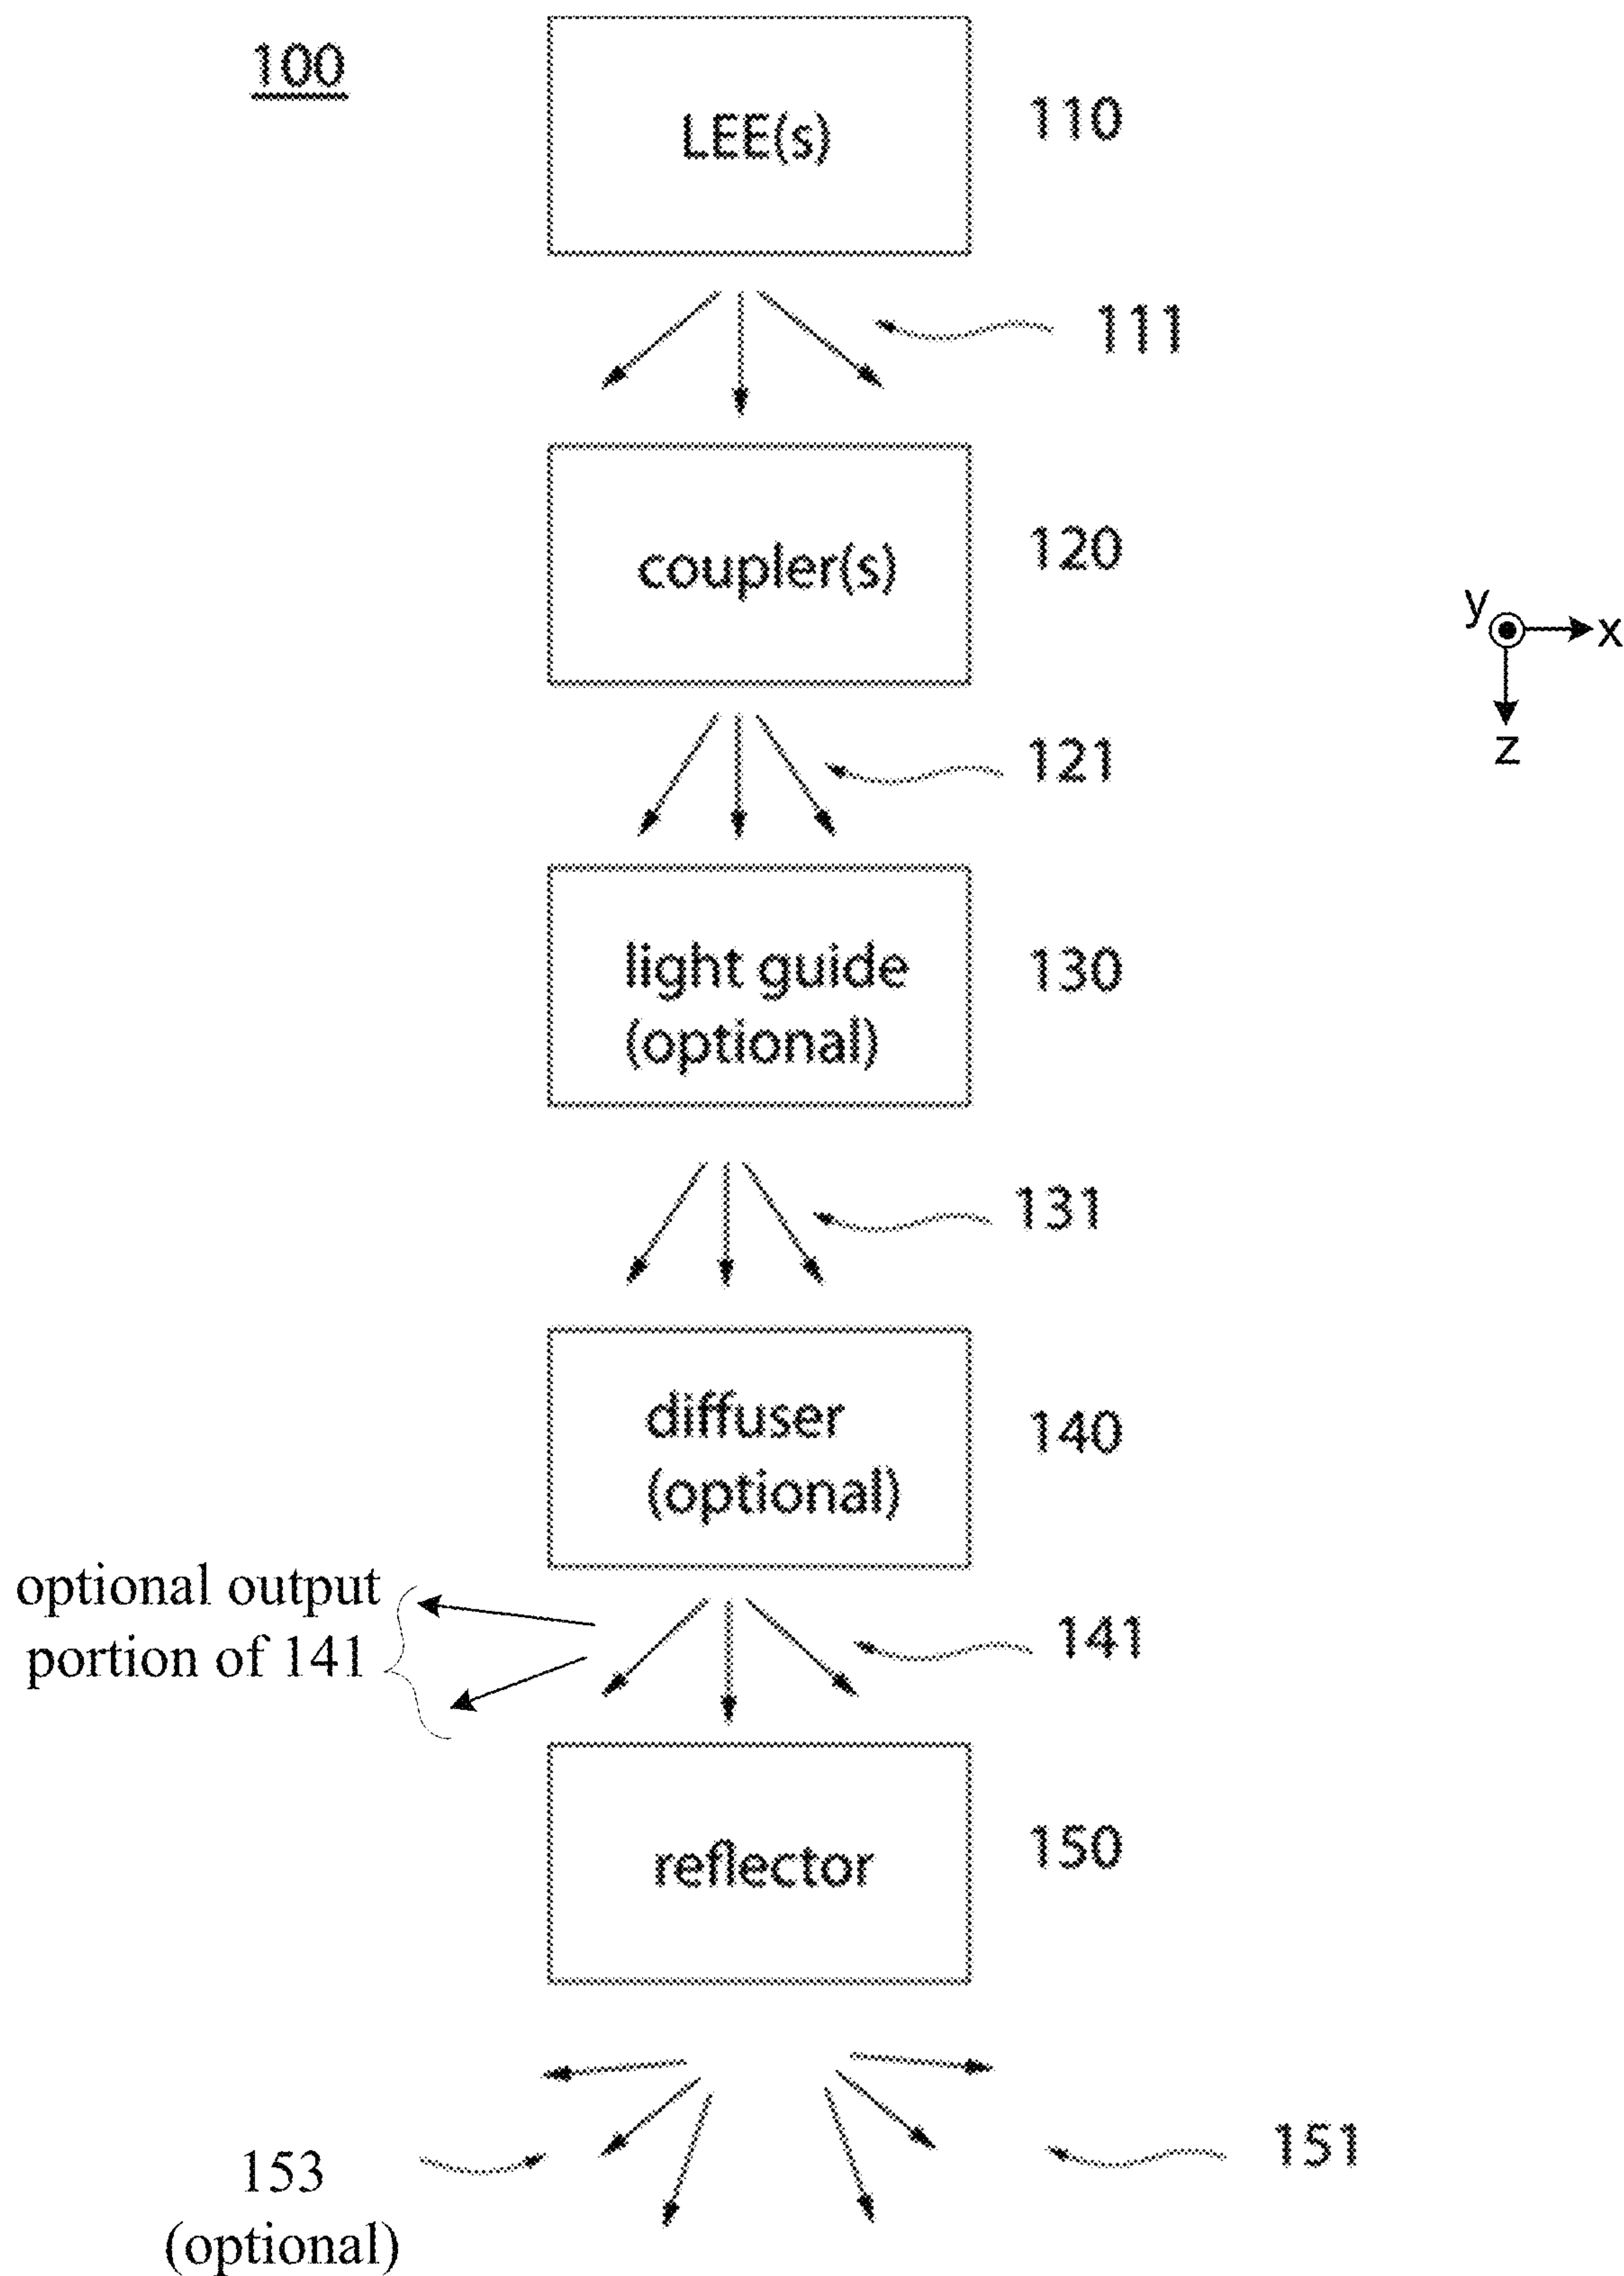 100
LEE(s)
110
111
coupler(s)
120
y
x
z
121
light guide
(optional)
130
131
diffuser
(optional)
140
optional output
portion of 141
141
reflector
150
153
(optional)
151